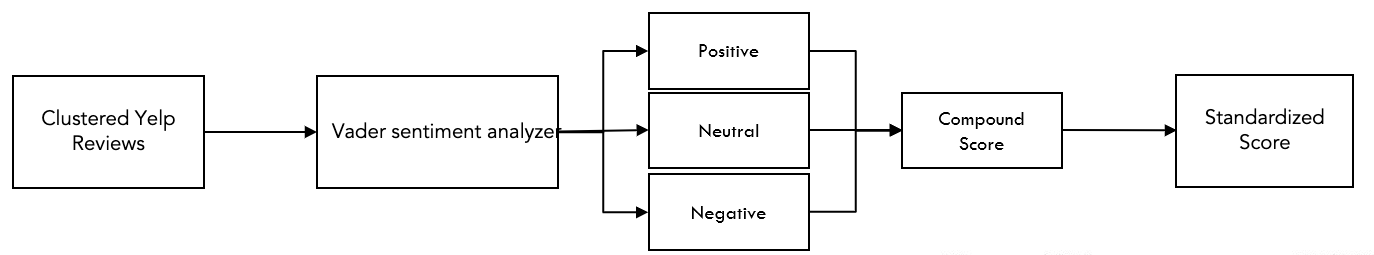 Clustered Yelp
Reviews
Vader sentiment analyzer
Positive
Neutral
Negative
Compound
Score
Standardized
Score